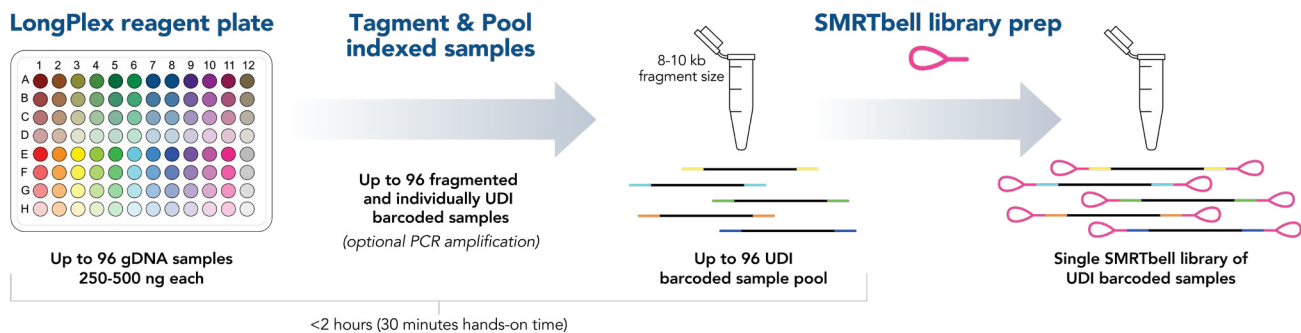 LongPlex reagent plate
1 2 3 4 5 6 7 8 9 10 11 12
A
B
C
D
E
F
G
H
Up to 96 gDNA samples
250-500 ng each
Tagment & Pool
indexed samples
Up to 96 fragmented
and individually UDI
barcoded samples
(optional PCR amplification)
8-10 kb
fragment size
Up to 96 UDI
barcoded sample pool
SMRTbell library prep
Single SMRTbell library of
UDI barcoded samples
<2 hours (30 minutes hands-on time)